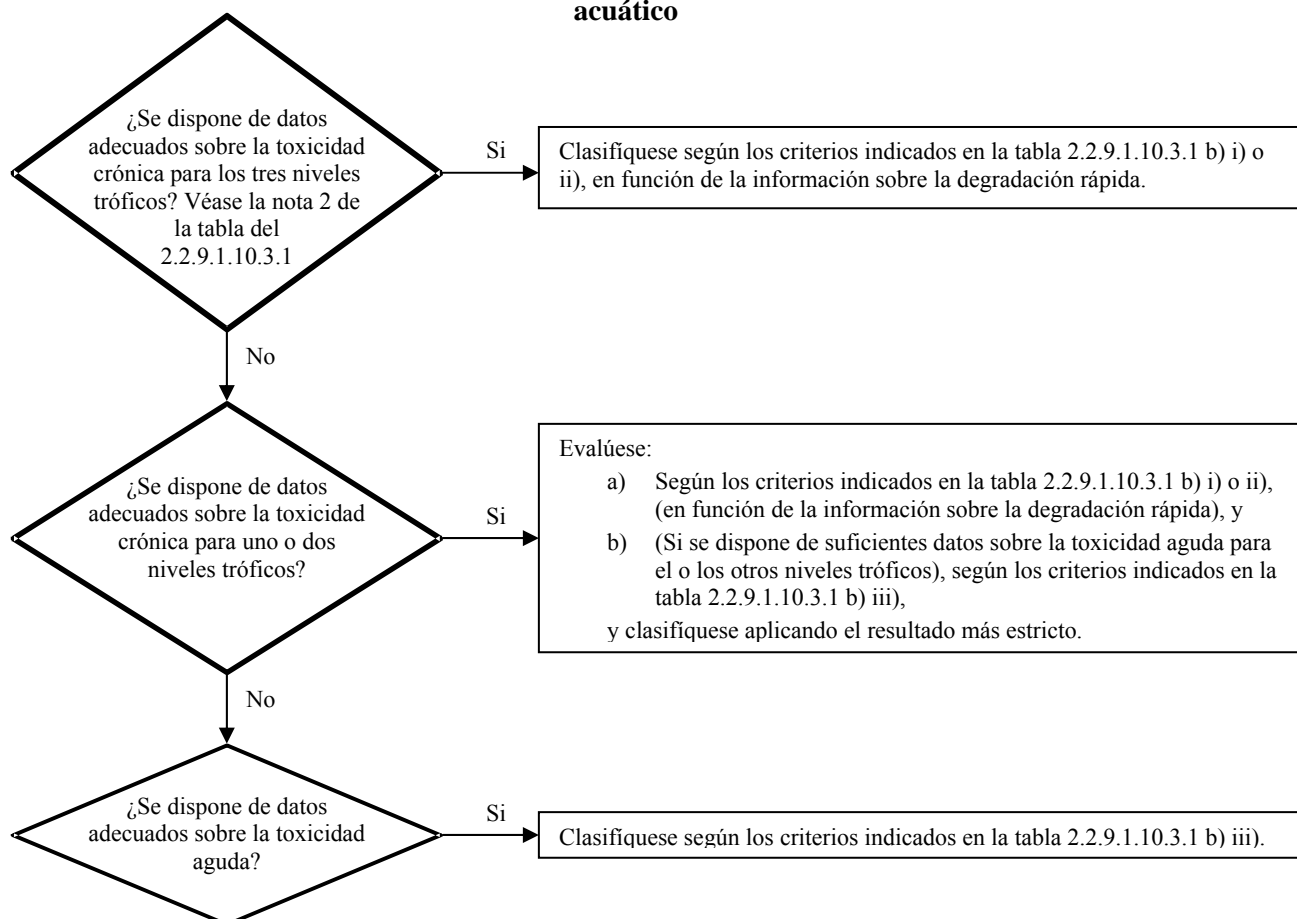 acuático
¿Se dispone de datos
adecuados sobre la toxicidad
crónica para los tres niveles
tróficos? Véase la nota 2 de
la tabla del
2.2.9.1.10.3.1
Si
Clasifíquese según los criterios indicados en la tabla 2.2.9.1.10.3.1 b) i) o
ii), en función de la información sobre la degradación rápida.
No
¿Se dispone de datos
adecuados sobre la toxicidad
crónica para uno o dos
niveles tróficos?
Si
Evalúese:
a) Según los criterios indicados en la tabla 2.2.9.1.10.3.1 b) i) o ii),
(en función de la información sobre la degradación rápida), y
b) (Si se dispone de suficientes datos sobre la toxicidad aguda para
el o los otros niveles tróficos), según los criterios indicados en la
tabla 2.2.9.1.10.3.1 b) iii),
y clasifíquese aplicando el resultado más estricto.
No
¿Se dispone de datos
adecuados sobre la toxicidad
aguda?
Si
Clasifíquese según los criterios indicados en la tabla 2.2.9.1.10.3.1 b) iii).